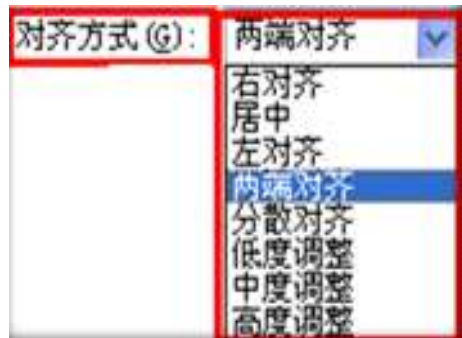 对齐方式(G): 两端对齐
右对齐
居中
左对齐
两端对齐
分散对齐
低度调整
中度调整
高度调整